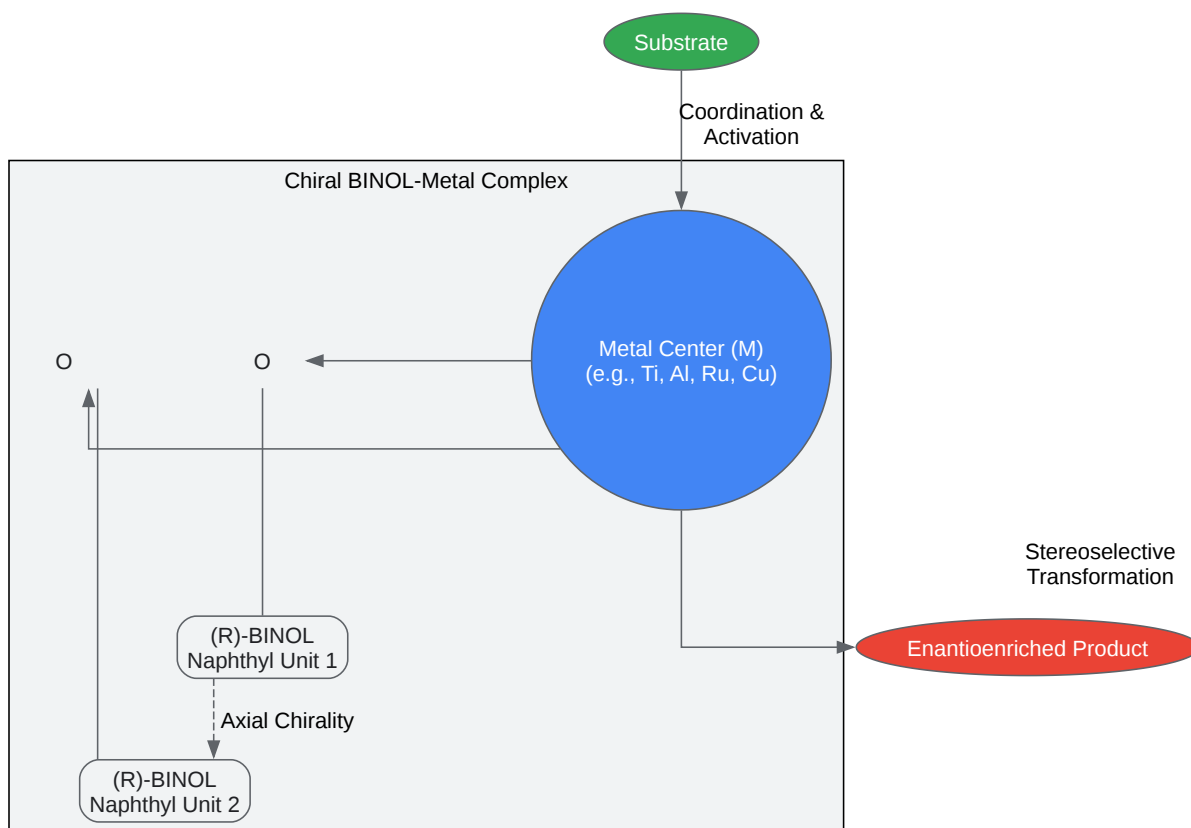 Substrate
Coordination &
Activation
Chiral BINOL-Metal Complex
Metal Center (M)
(e.g., Ti, Al, Ru, Cu)
O
O
Stereoselective
Transformation
(R)-BINOL
Naphthyl Unit 1
Enantioenriched Product
Axial Chirality
(R)-BINOL
Naphthyl Unit 2